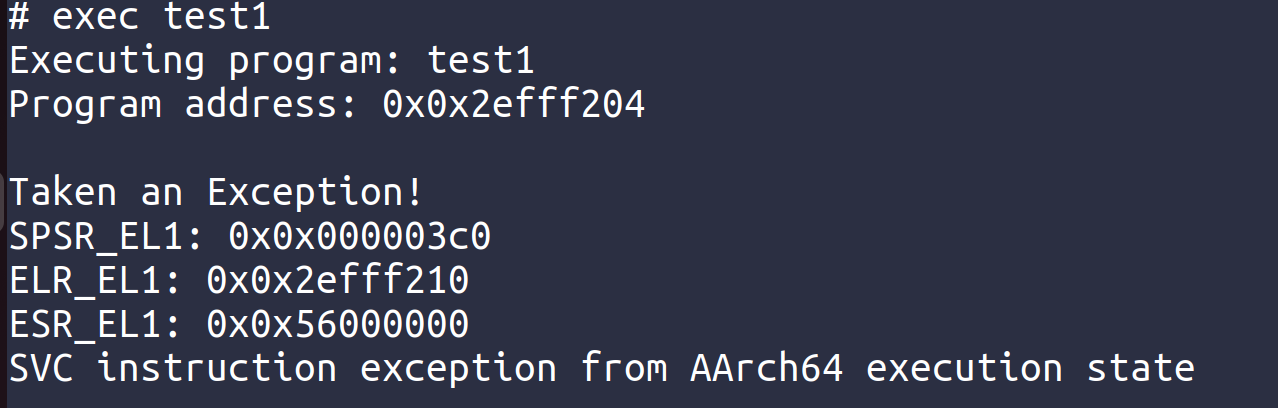 # exec test1
Executing program: test1
Program address: 0x0x2efff204
Taken an Exception!
SPSR_EL1: 0x0x000003c0
ELR_EL1: 0x0x2efff210
ESR_EL1: 0x0x56000000
SVC instruction exception from AArch64 execution state